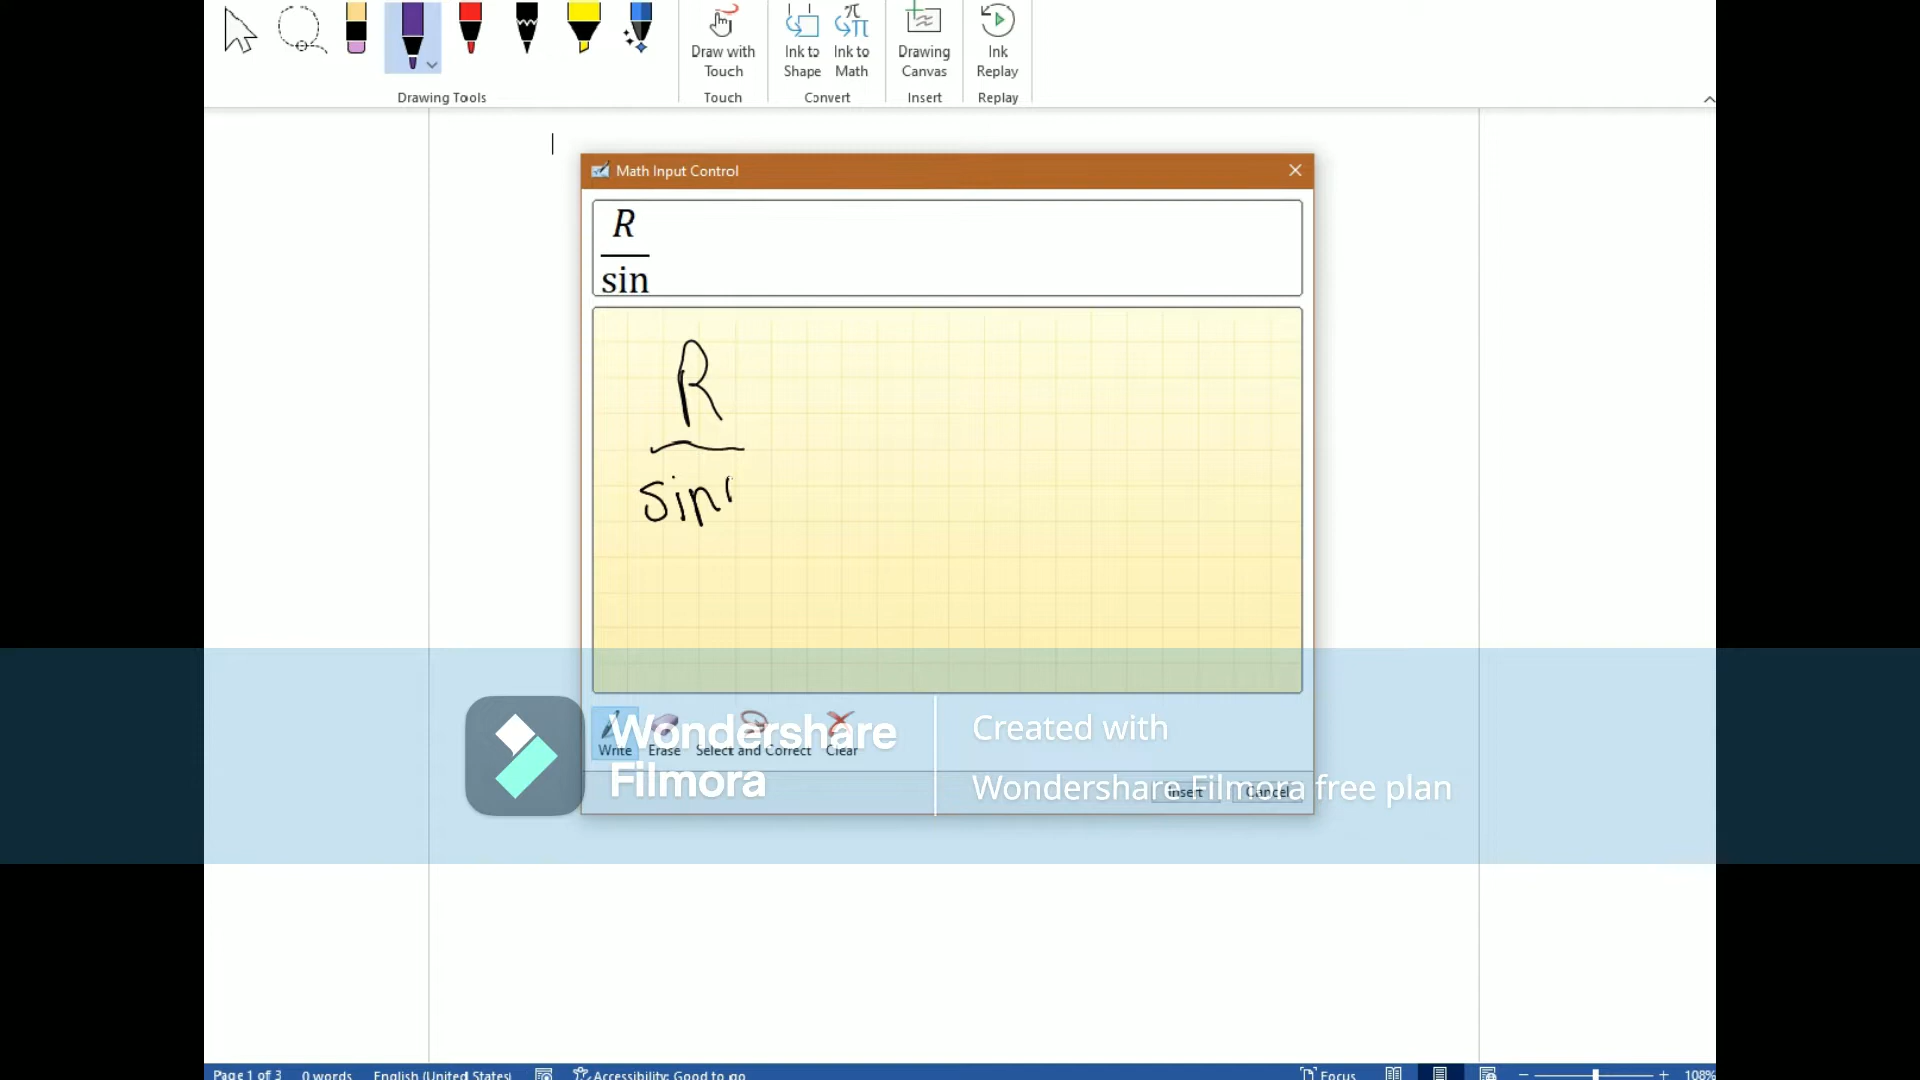 Draw with Touch
Ink to Shape
Ink to Math
Drawing Canvas
Ink Replay
Drawing Tools
Touch
Convert
Insert
Replay
Math Input Control
R
sin
R
sin
Write
Erase
Select and Correct
Clear
Insert
Cancel
Wondershare
Filmora
Created with
Wondershare Filmora free plan
Page 1 of 3
0 words
English (United States)
Accessibility: Good to go
Focus
108%